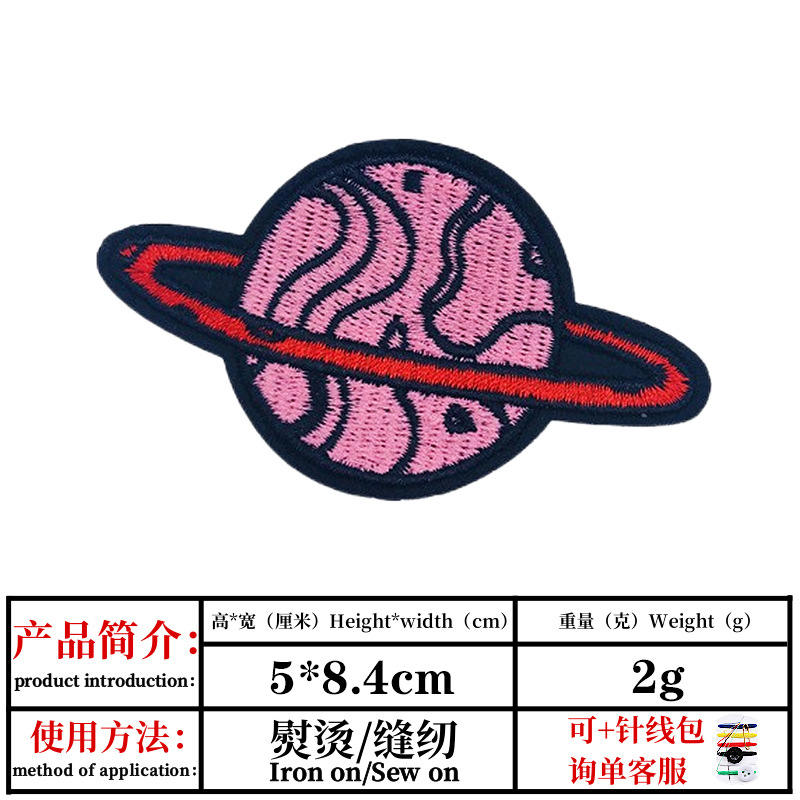 产品简介：
product introduction：
高*宽（厘米）Height*width（cm）
重量（克）Weight（g）
5*8.4cm
2g
使用方法：
method of application：
熨烫/缝纫
Iron on/Sew on
可+针线包
询单客服